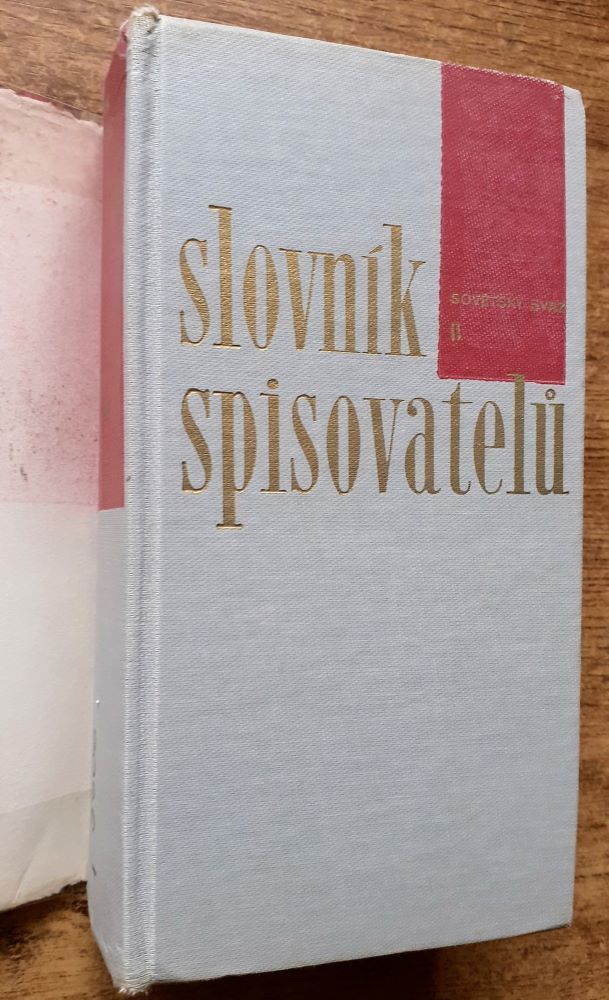 slovník
SOVĚTSKÝ SVAZ
II
spisovatelů